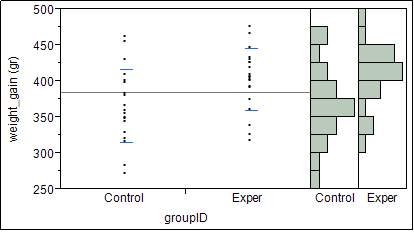 500
450
400
350
300
250
weight_gain (gr)
Control Exper Control Exper
groupID